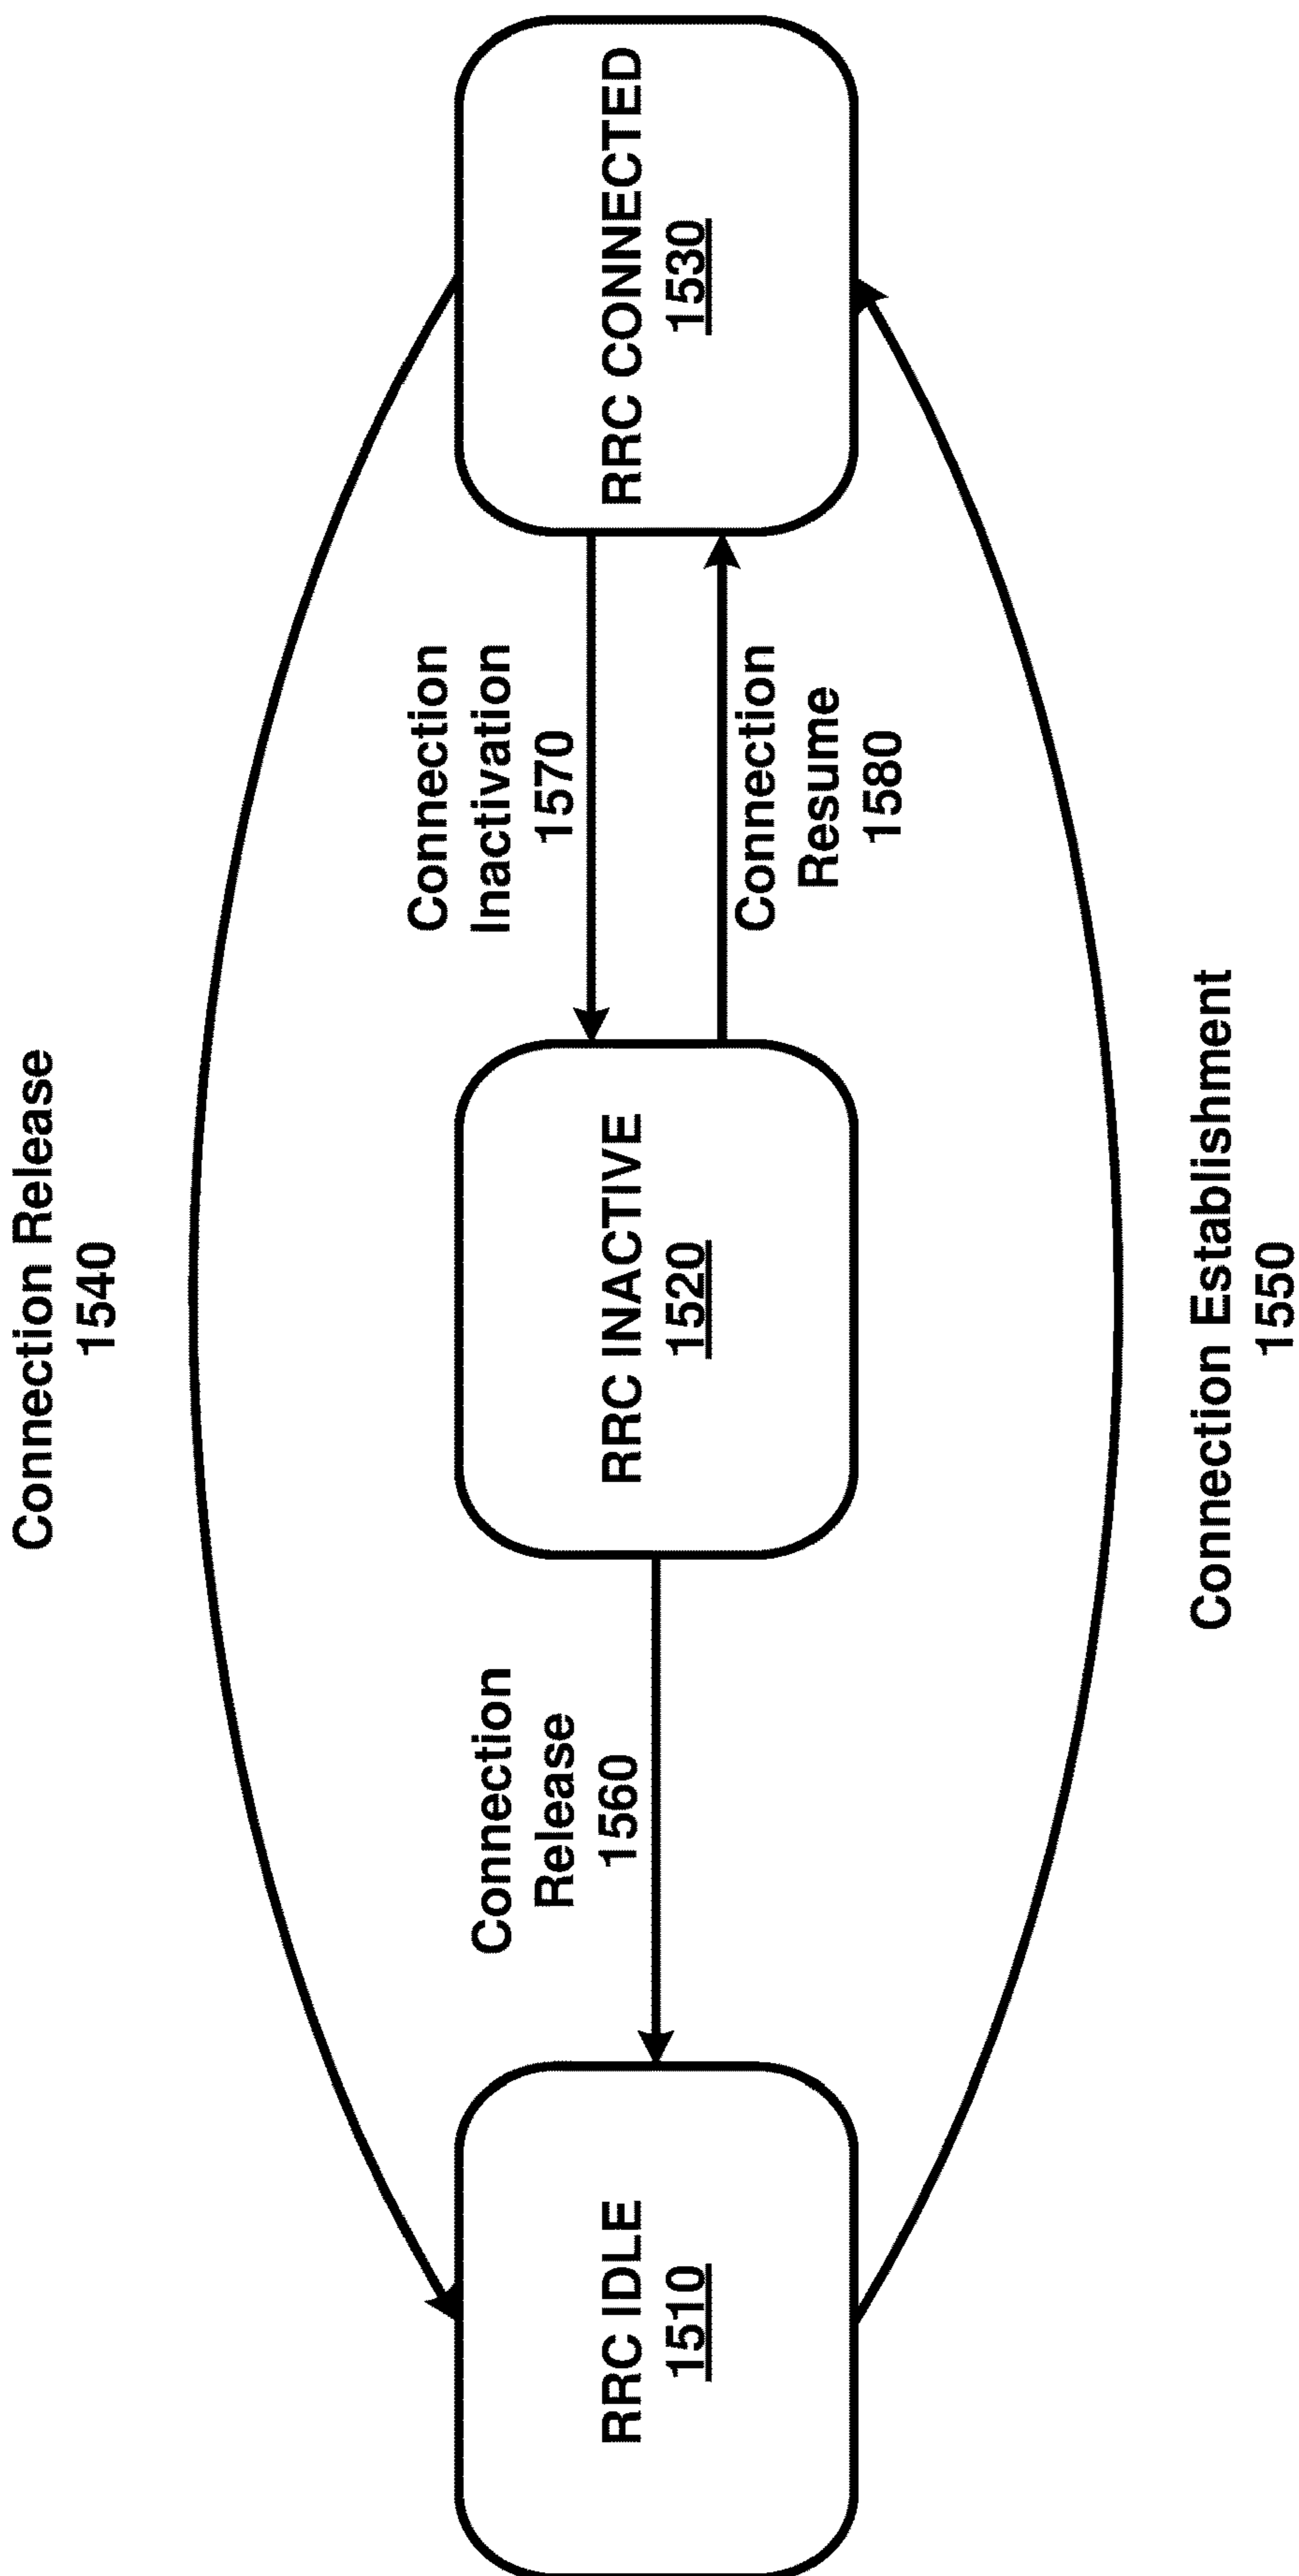 Connection Release
1540
RRC IDLE
1510
Connection
Release
1560
RRC INACTIVE
1520
Connection
Inactivation
1570
Connection
Resume
1580
RRC CONNECTED
1530
Connection Establishment
1550